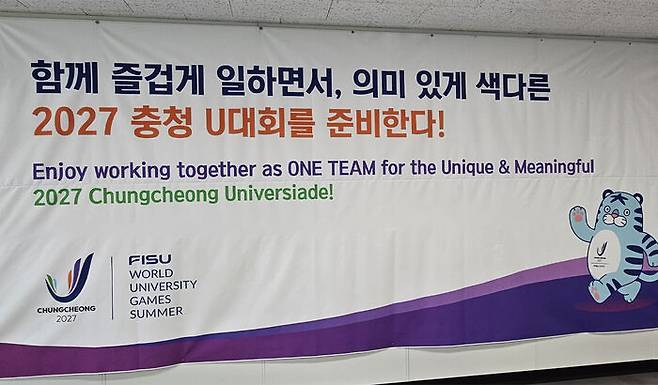 함께 즐겁게 일하면서, 의미 있게 색다른
2027 충청 U대회를 준비한다!
Enjoy working together as ONE TEAM for the Unique & Meaningful
2027 Chungcheong Universiade!
CHUNGCHEONG
2027
FISU
WORLD
UNIVERSITY
GAMES
SUMMER